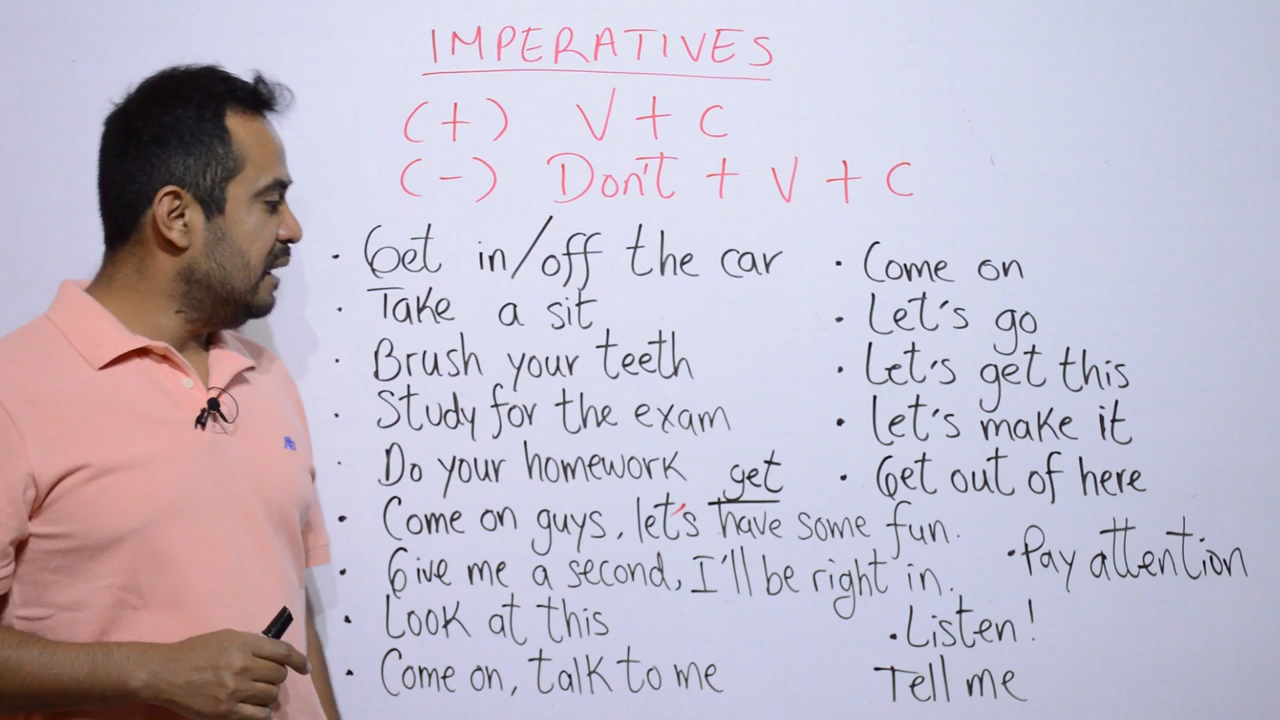 IMPERATIVES
(+) V + C
(-) Don't + V + C
· Get in/off the car
· Take a sit
· Brush your teeth
· Study for the exam
· Do your homework
get
· Come on guys, let's have some fun.
· Give me a second, I'll be right in.
· Look at this
· Come on, talk to me
· Come on
· Let's go
· Let's get this
· Let's make it
· Get out of here
· Pay attention
· Listen!
Tell me